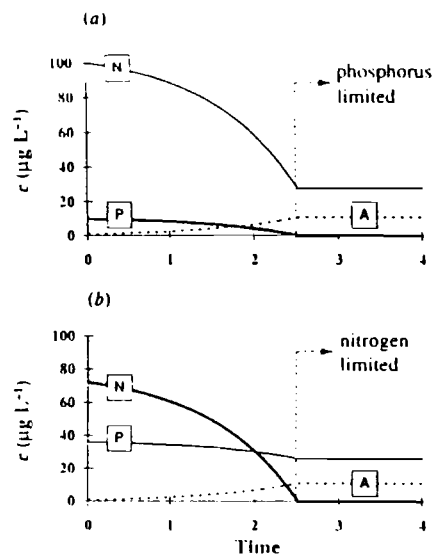 (a)
100
80
60
40
20
0
c (µg L⁻¹)
N
P
A
phosphorus
limited
0 1 2 3 4
(b)
100
80
60
40
20
0
c (µg L⁻¹)
N
P
A
nitrogen
limited
0 1 2 3 4
Time